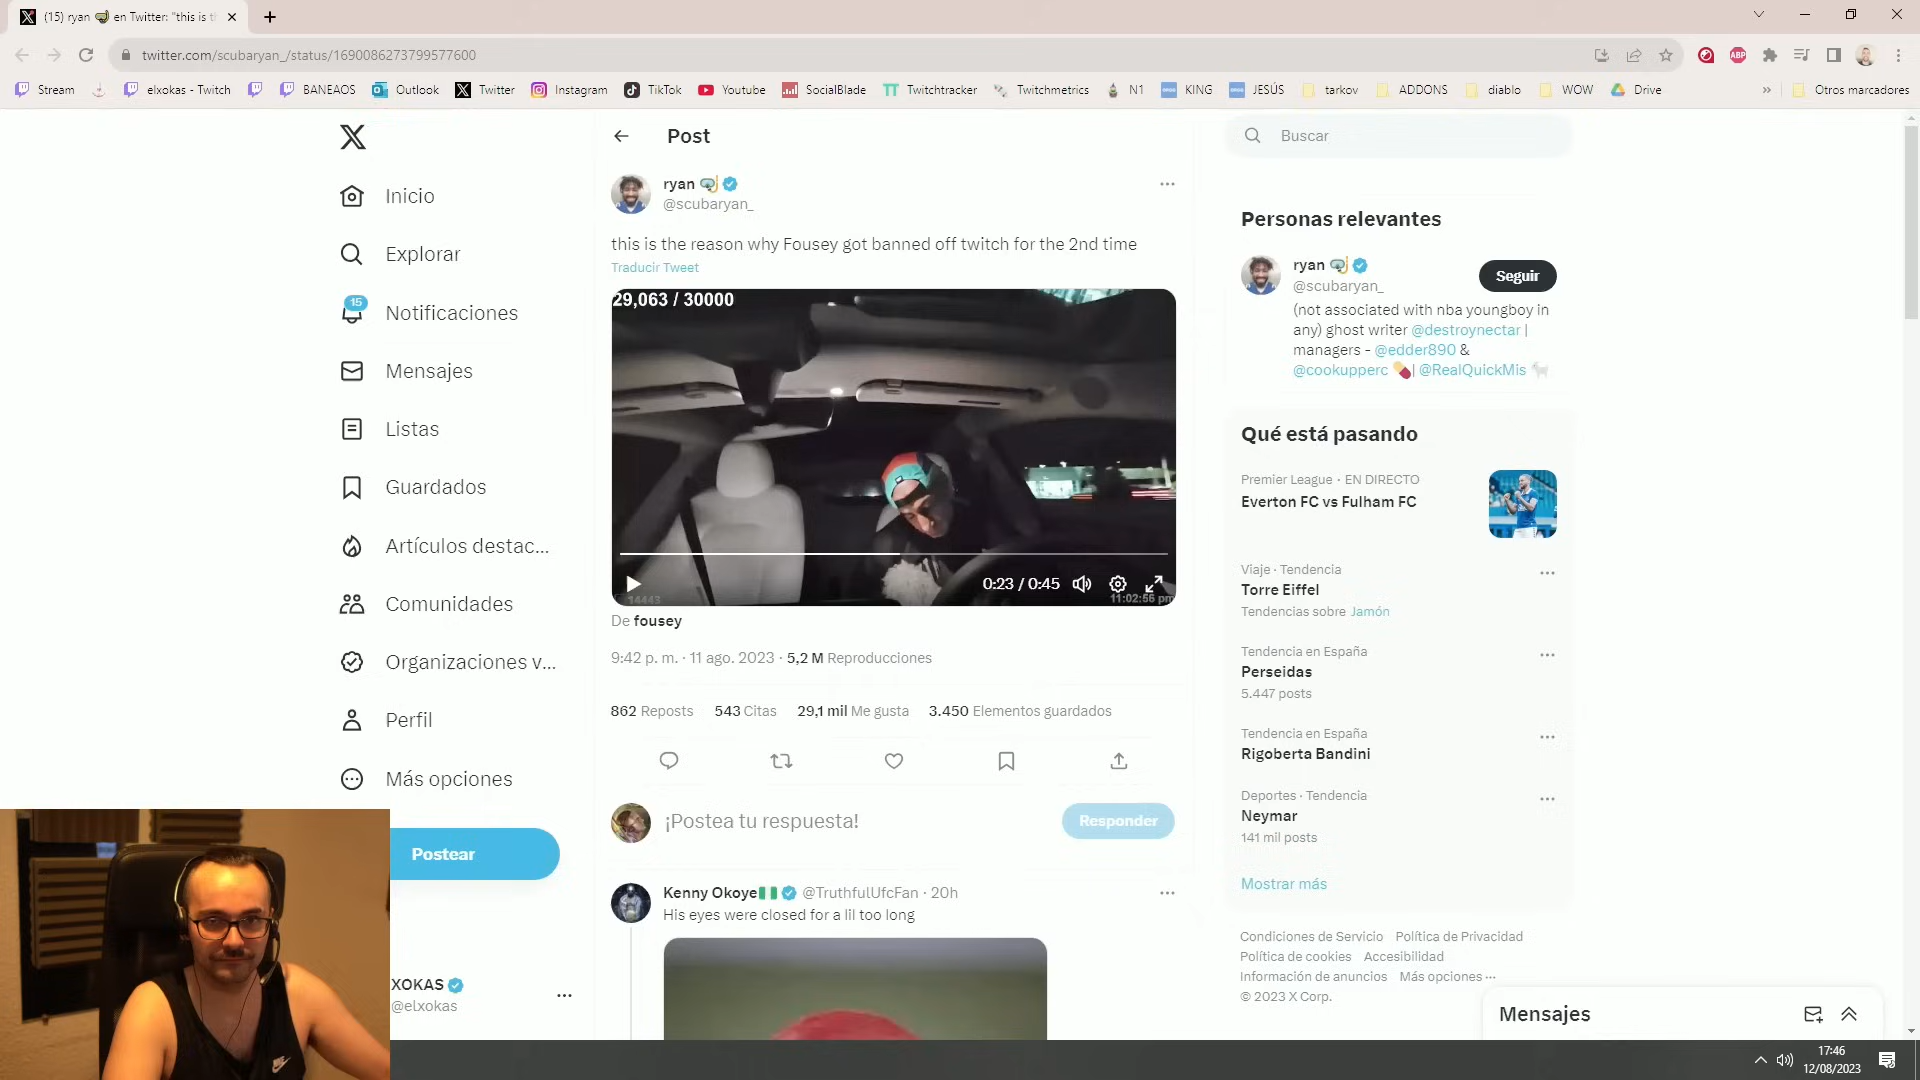 (15) ryan 🤿 en Twitter: "this is t
twitter.com/scubaryan_/status/1690086273799577600
Stream
elxokas - Twitch
BANEAOS
Outlook
Twitter
Instagram
TikTok
Youtube
SocialBlade
Twitchtracker
Twitchmetrics
N1
KING
JESÚS
tarkov
ADDONS
diablo
WOW
Drive
Otros marcadores
ABP
Inicio
Explorar
15
Notificaciones
Mensajes
Listas
Guardados
Artículos destac...
Comunidades
Organizaciones v...
Perfil
Más opciones
Postear
XOKAS
@elxokas
Post
ryan 🤿
@scubaryan_
this is the reason why Fousey got banned off twitch for the 2nd time
Traducir Tweet
29,063 / 30000
0:23 / 0:45
14443
11:02:56 pm
De fousey
9:42 p. m. · 11 ago. 2023 · 5,2 M Reproducciones
862 Reposts 543 Citas 29,1 mil Me gusta 3.450 Elementos guardados
¡Postea tu respuesta!
Responder
Kenny Okoye🇳🇬 @TruthfulUfcFan · 20h
His eyes were closed for a lil too long
Buscar
Personas relevantes
ryan 🤿
@scubaryan_
Seguir
(not associated with nba youngboy in
any) ghost writer @destroynectar |
managers - @edder890 &
@cookupperc 💊| @RealQuickMis 🐐
Qué está pasando
Premier League · EN DIRECTO
Everton FC vs Fulham FC
Viaje · Tendencia
Torre Eiffel
Tendencias sobre Jamón
Tendencia en España
Perseidas
5.447 posts
Tendencia en España
Rigoberta Bandini
Deportes · Tendencia
Neymar
141 mil posts
Mostrar más
Condiciones de Servicio Política de Privacidad
Política de cookies Accesibilidad
Información de anuncios Más opciones ···
© 2023 X Corp.
Mensajes
17:46
12/08/2023